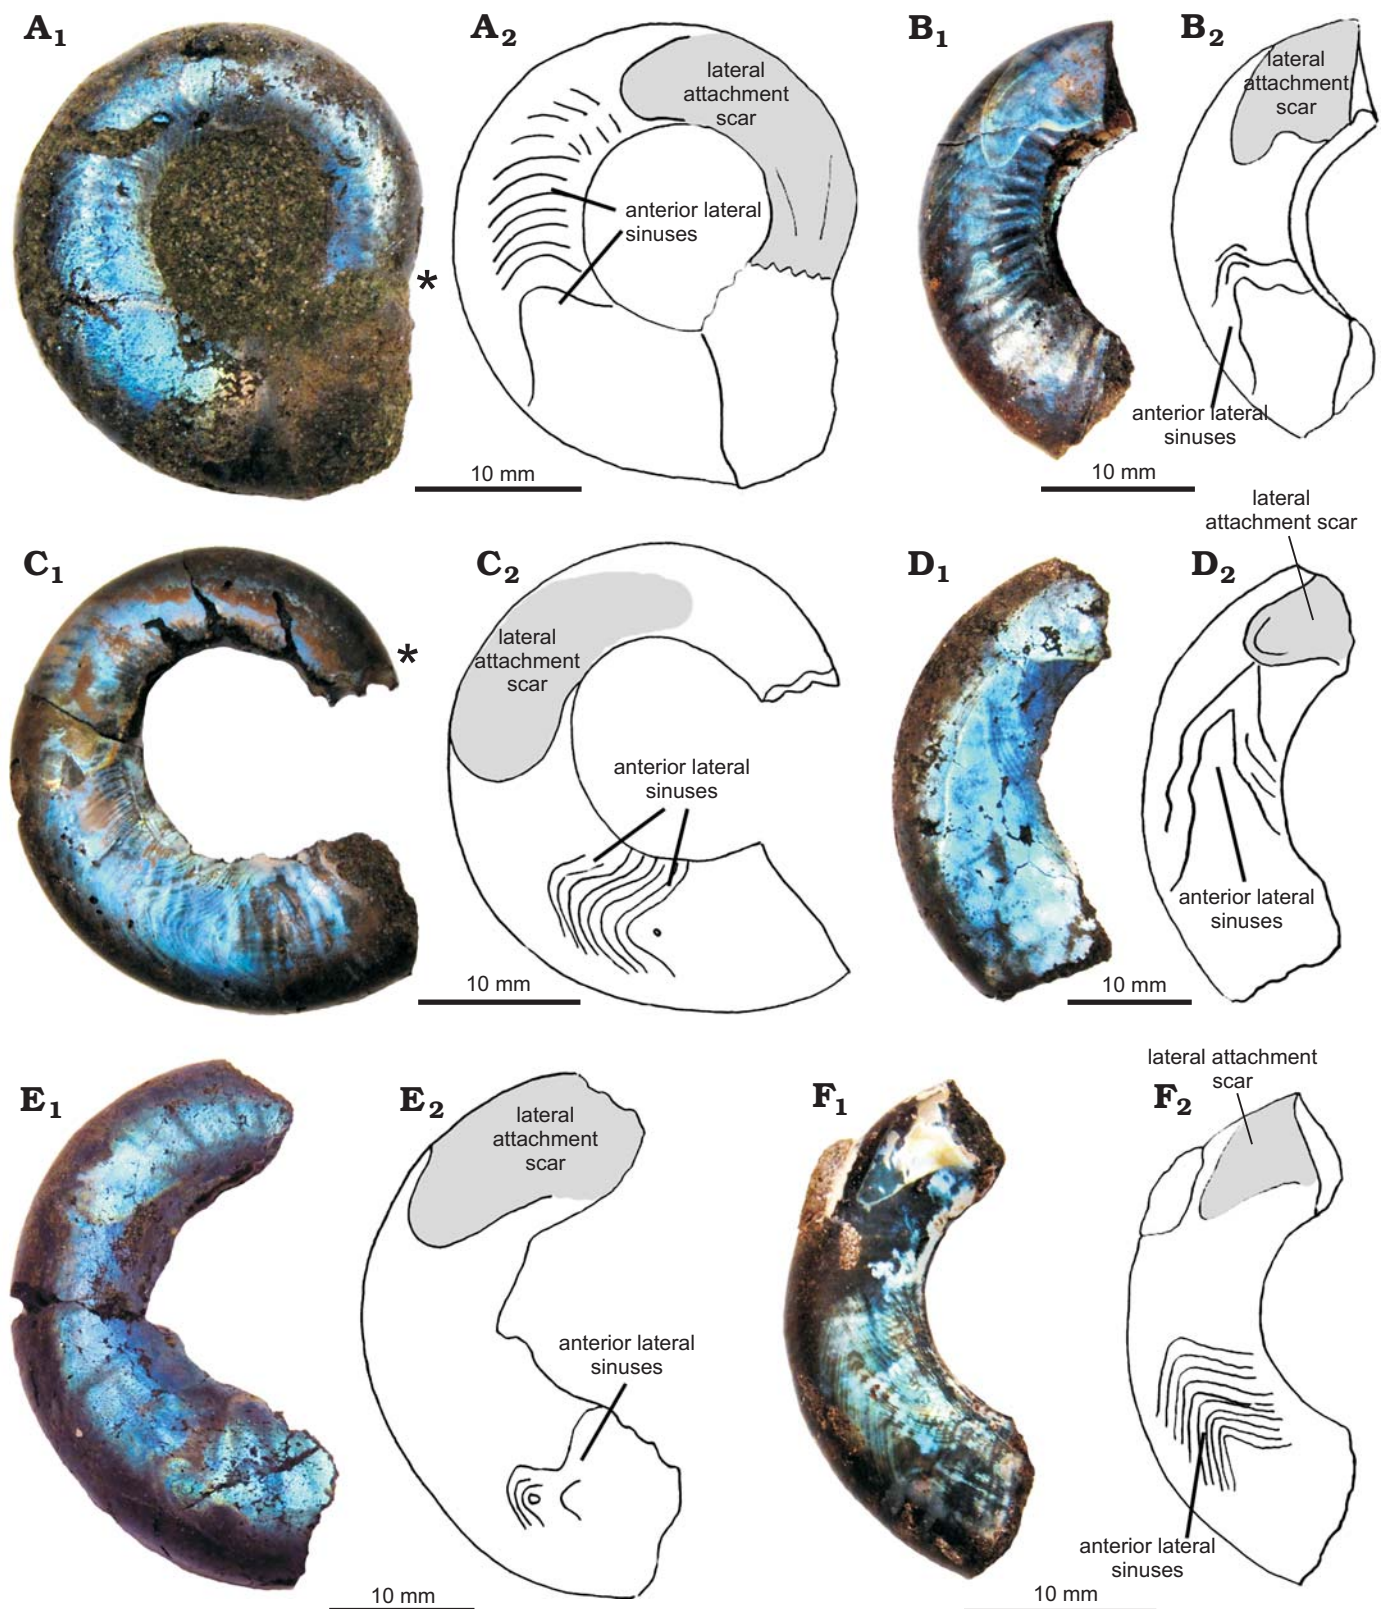 A1
A2
lateral
attachment
scar
anterior lateral
sinuses
*
10 mm
B1
B2
lateral
attachment
scar
anterior lateral
sinuses
10 mm
C1
C2
*
lateral
attachment
scar
anterior lateral
sinuses
10 mm
D1
D2
lateral
attachment scar
anterior lateral
sinuses
10 mm
E1
E2
lateral
attachment
scar
anterior lateral
sinuses
10 mm
F1
F2
lateral attachment
scar
anterior lateral
sinuses
10 mm